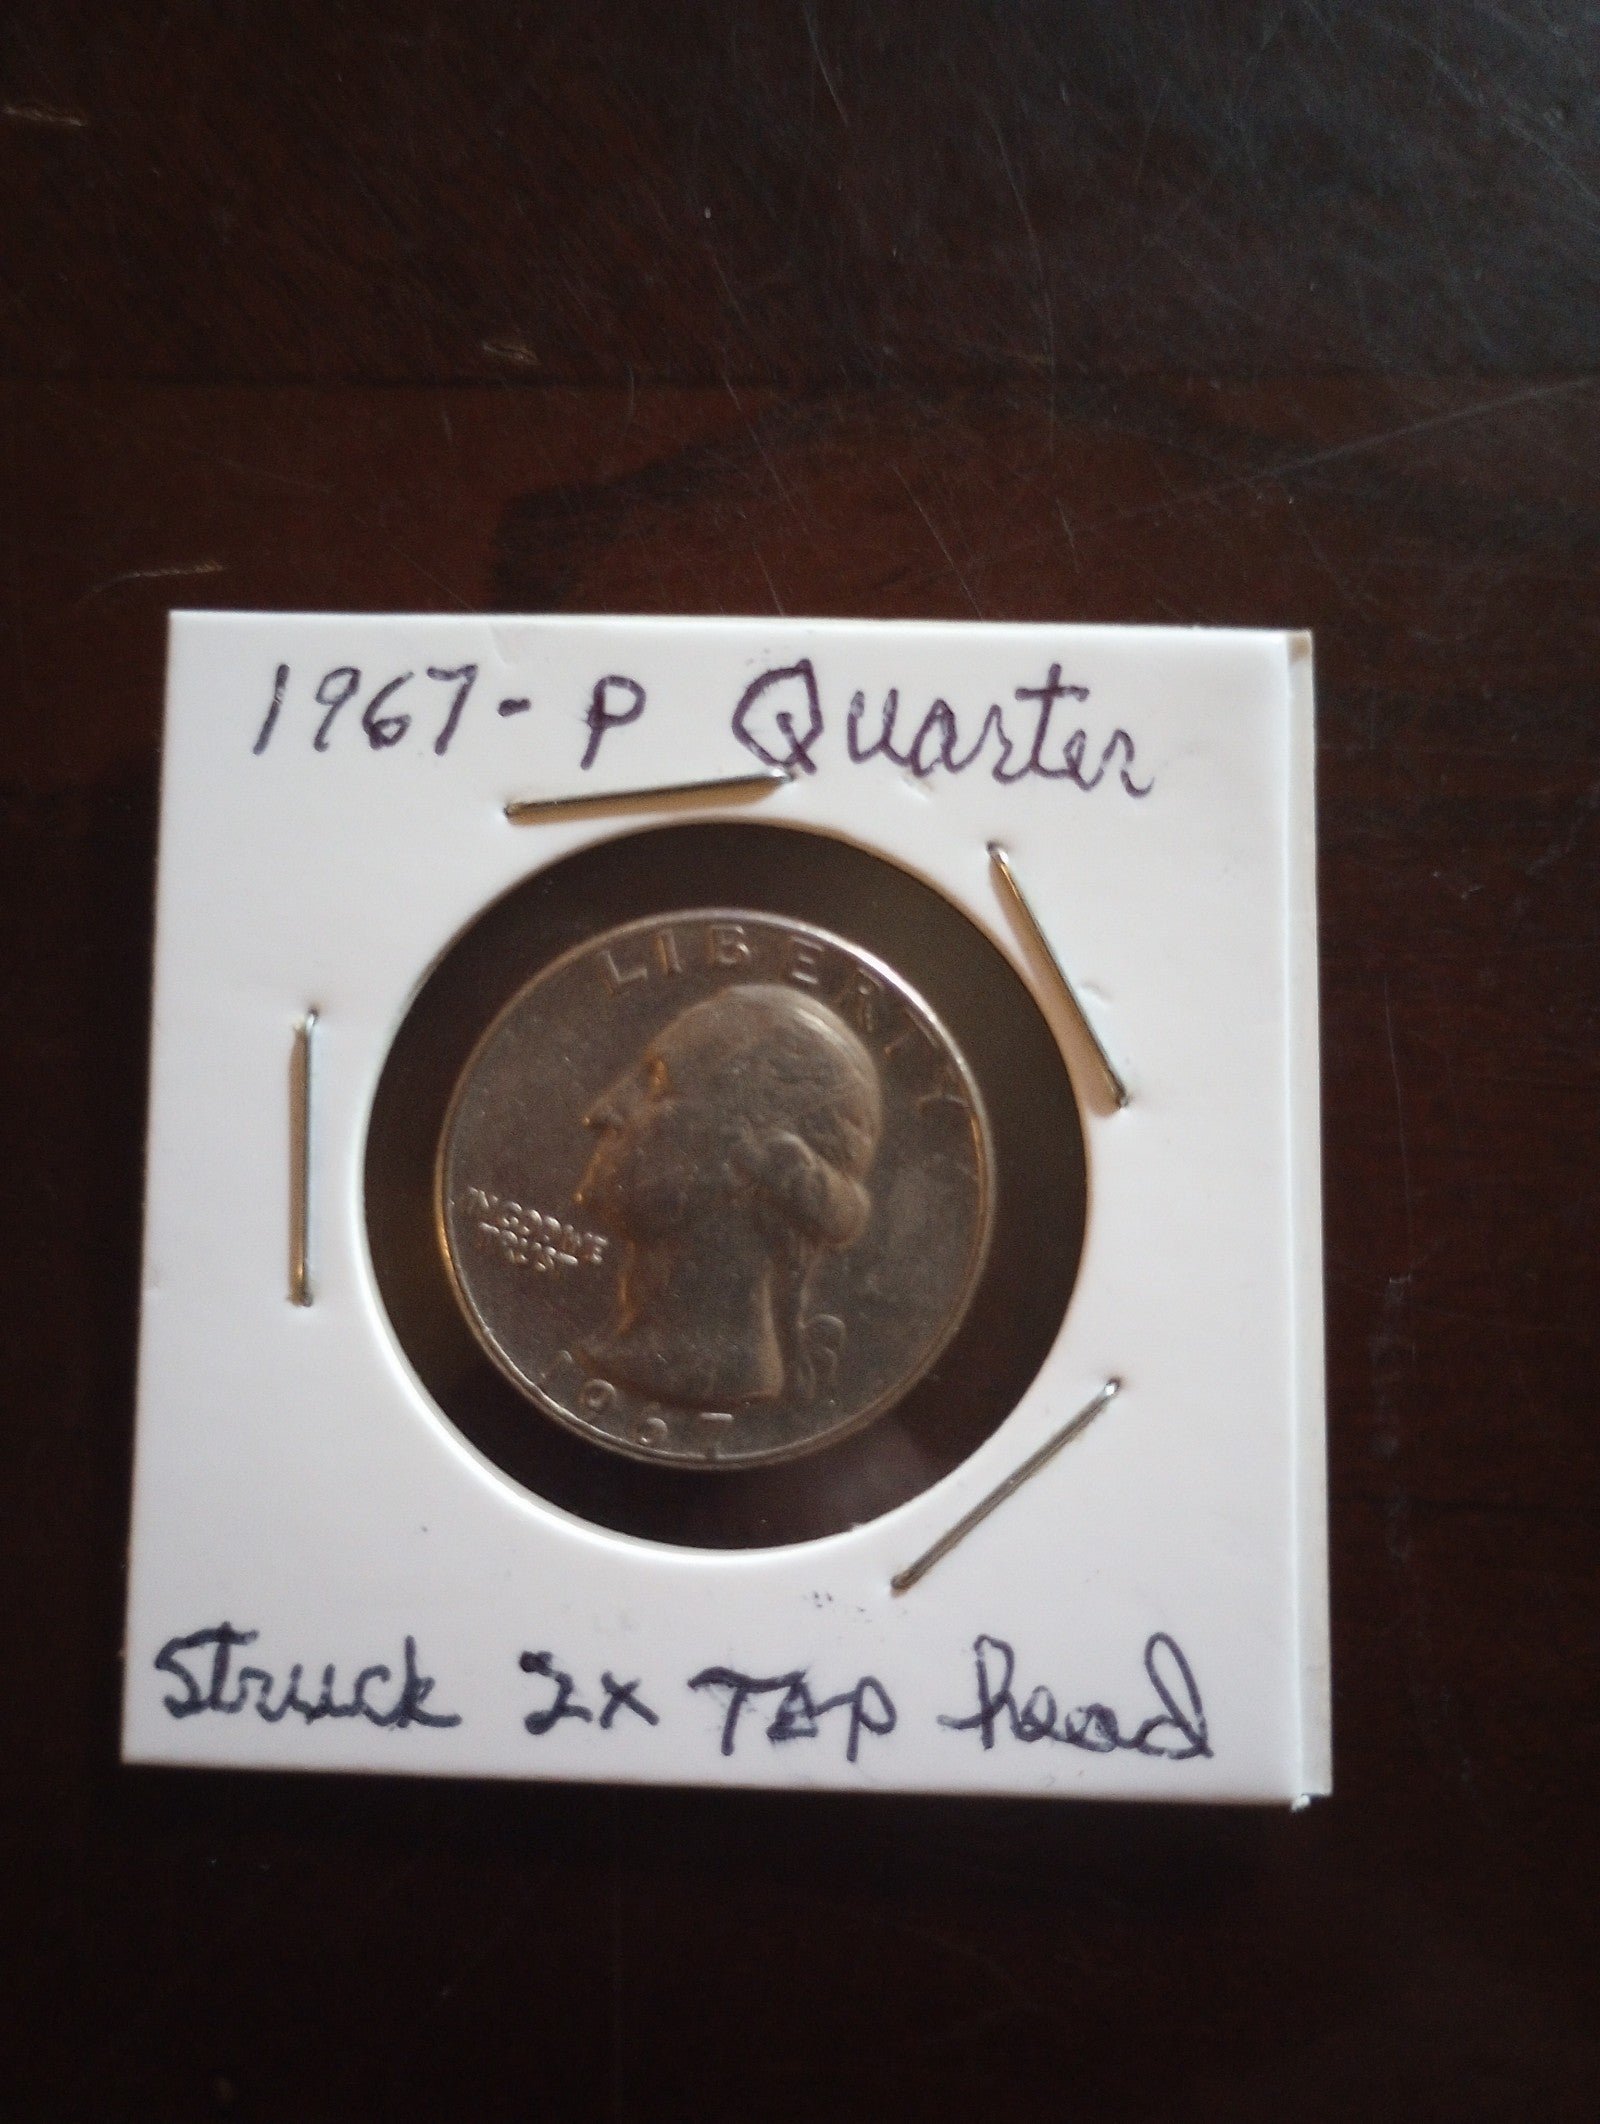 1967-P Quarter
LIBERTY
IN GOD WE
TRUST
1967
Struck 2x Top head